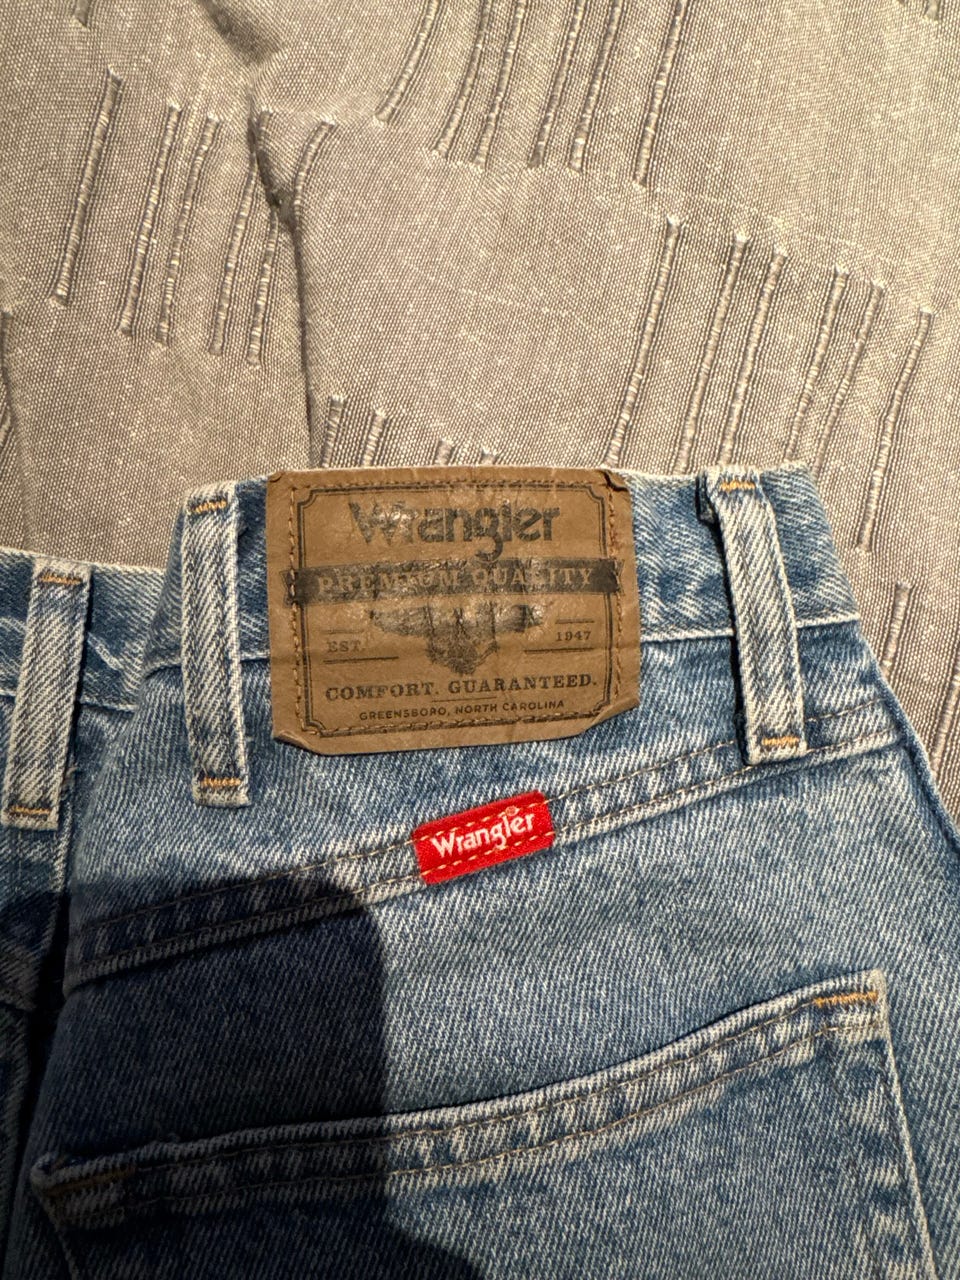 Wrangler
PREMIUM QUALITY
EST. 1947
COMFORT. GUARANTEED.
GREENSBORO, NORTH CAROLINA
Wrangler